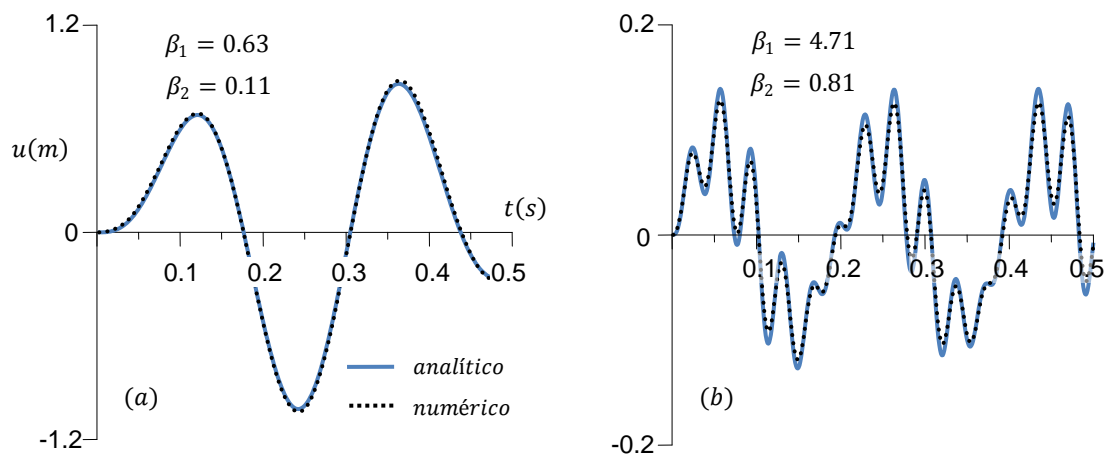 1.2
β₁ = 0.63
β₂ = 0.11
u(m)
t(s)
0
0.1 0.2 0.3 0.4 0.5
analítico
numérico
(a)
-1.2
0.2
β₁ = 4.71
β₂ = 0.81
0
0.1 0.2 0.3 0.4 0.5
(b)
-0.2